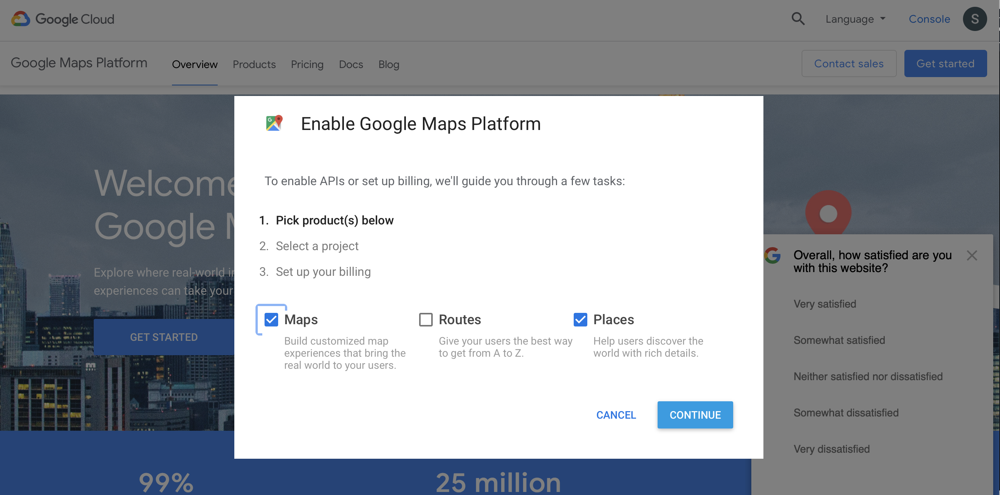 Google Cloud
Language
Console
S
Google Maps Platform
Overview
Products
Pricing
Docs
Blog
Contact sales
Get started
Enable Google Maps Platform
To enable APIs or set up billing, we'll guide you through a few tasks:
1. Pick product(s) below
2. Select a project
3. Set up your billing
Maps
Build customized map
experiences that bring the
real world to your users.
Routes
Give your users the best way
to get from A to Z.
Places
Help users discover the
world with rich details.
CANCEL
CONTINUE
Welcome
Google
Explore where real-world
experiences can take your
GET STARTED
99%
25 million
Overall, how satisfied are you
with this website?
Very satisfied
Somewhat satisfied
Neither satisfied nor dissatisfied
Somewhat dissatisfied
Very dissatisfied